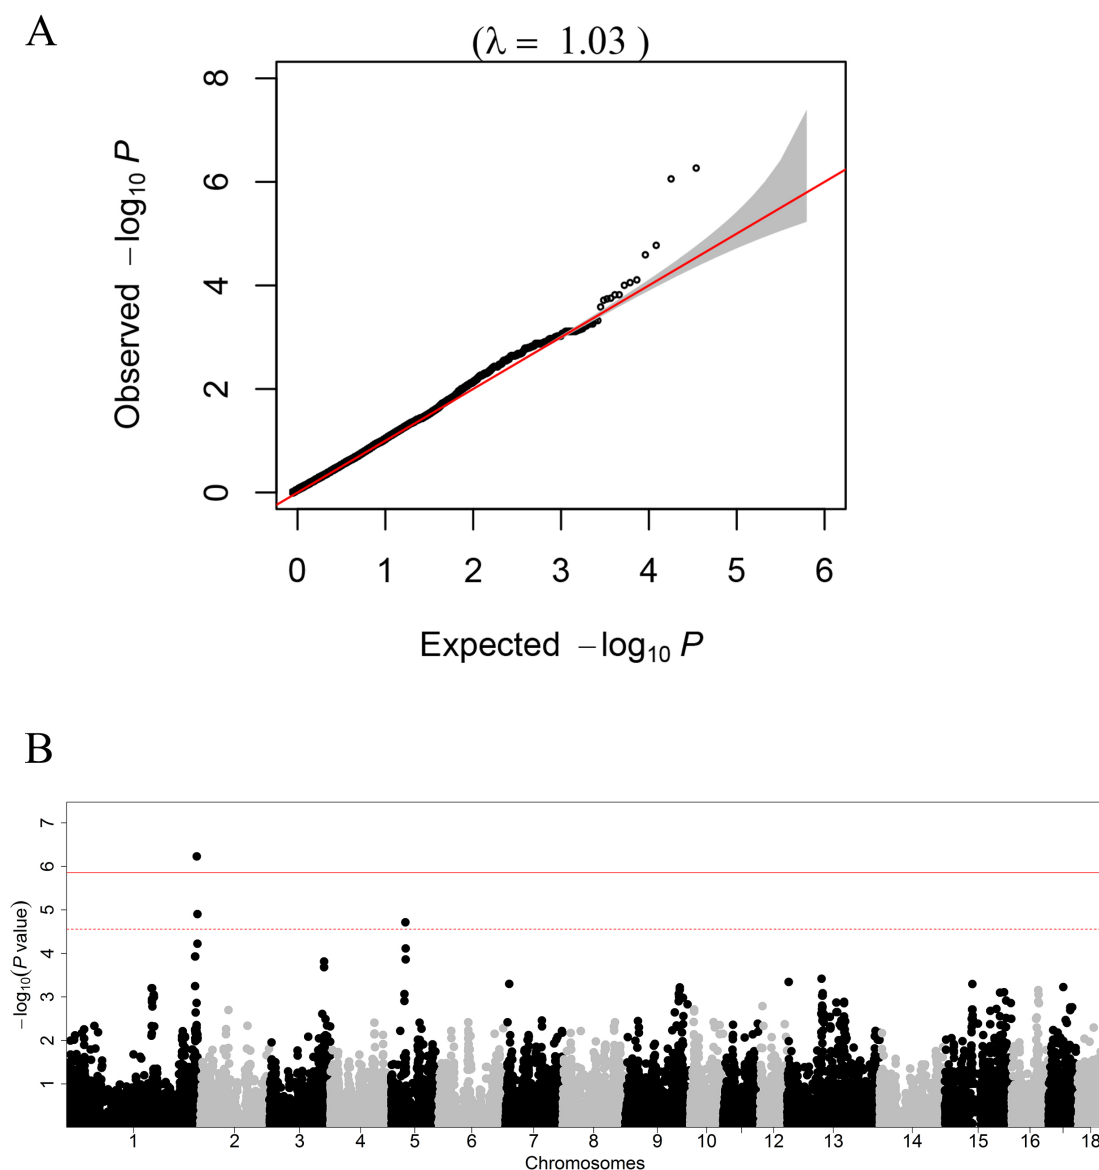 A
(λ = 1.03 )
8
6
4
2
0
Observed −log10 P
0 1 2 3 4 5 6
Expected −log10 P
B
7
6
5
4
3
2
1
−log10(P value)
1 2 3 4 5 6 7 8 9 10 12 13 14 15 16 18
Chromosomes